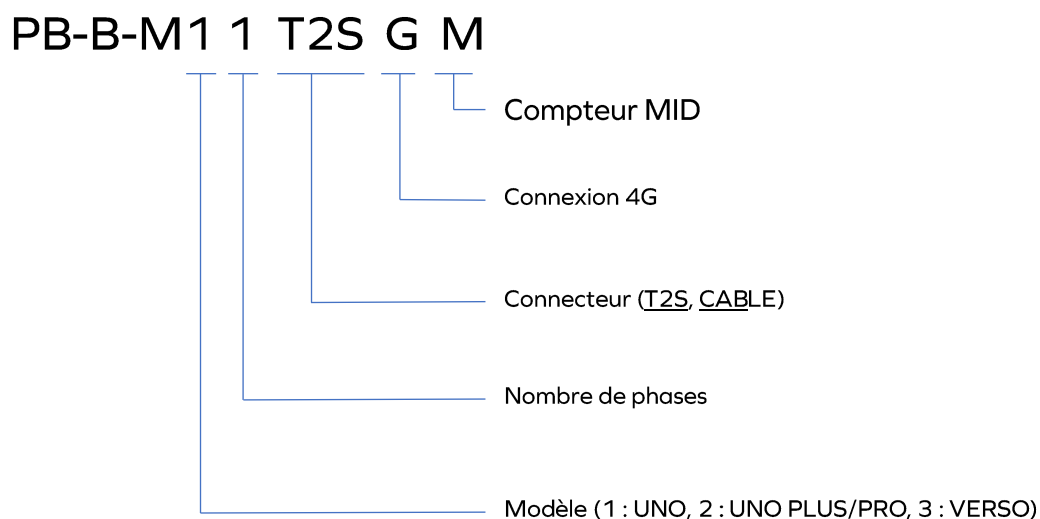 PB-B-M1 1 T2S G M
Compteur MID
Connexion 4G
Connecteur (T2S, CABLE)
Nombre de phases
Modèle (1 : UNO, 2 : UNO PLUS/PRO, 3 : VERSO)